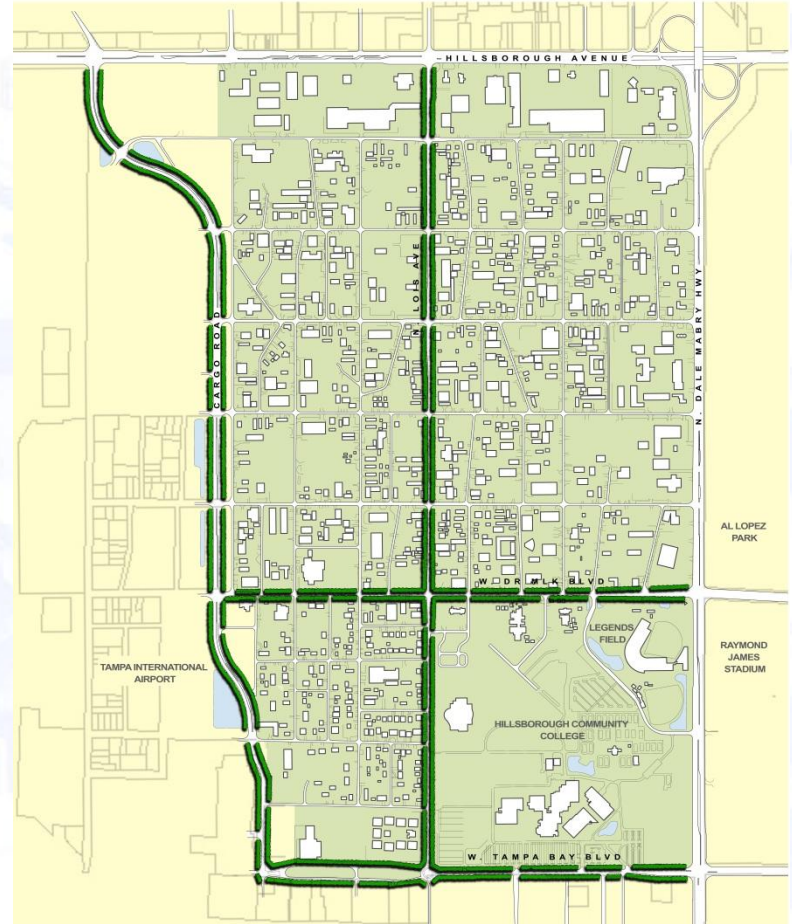 HILLSBOROUGH AVENUE
N. LOIS AVE
CARGO ROAD
N. DALE MABRY HWY
AL LOPEZ
PARK
W. DR MLK BLVD
LEGENDS
FIELD
RAYMOND
JAMES
STADIUM
TAMPA INTERNATIONAL
AIRPORT
HILLSBOROUGH COMMUNITY
COLLEGE
W. TAMPA BAY BLVD